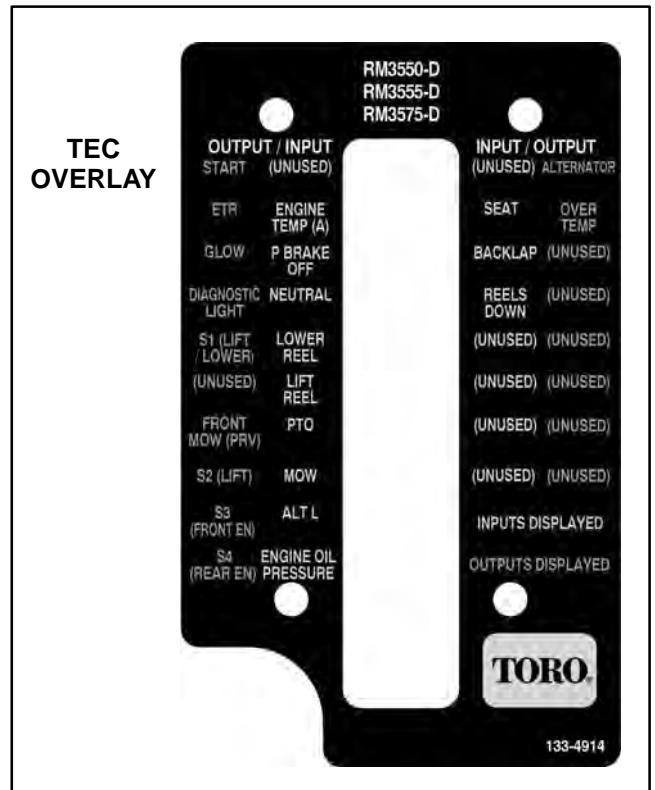 TEC
OVERLAY
RM3550-D
RM3555-D
RM3575-D
OUTPUT / INPUT
START (UNUSED)
ETR ENGINE
TEMP (A)
GLOW P BRAKE
OFF
DIAGNOSTIC NEUTRAL
LIGHT
S1 (LIFT LOWER
/ LOWER) REEL
(UNUSED) LIFT
REEL
FRONT PTO
MOW (PRV)
S2 (LIFT) MOW
S3 ALT L
(FRONT EN)
S4 ENGINE OIL
(REAR EN) PRESSURE
INPUT / OUTPUT
(UNUSED) ALTERNATOR
SEAT OVER
TEMP
BACKLAP (UNUSED)
REELS (UNUSED)
DOWN
(UNUSED) (UNUSED)
(UNUSED) (UNUSED)
(UNUSED) (UNUSED)
(UNUSED) (UNUSED)
INPUTS DISPLAYED
OUTPUTS DISPLAYED
TORO.
133-4914